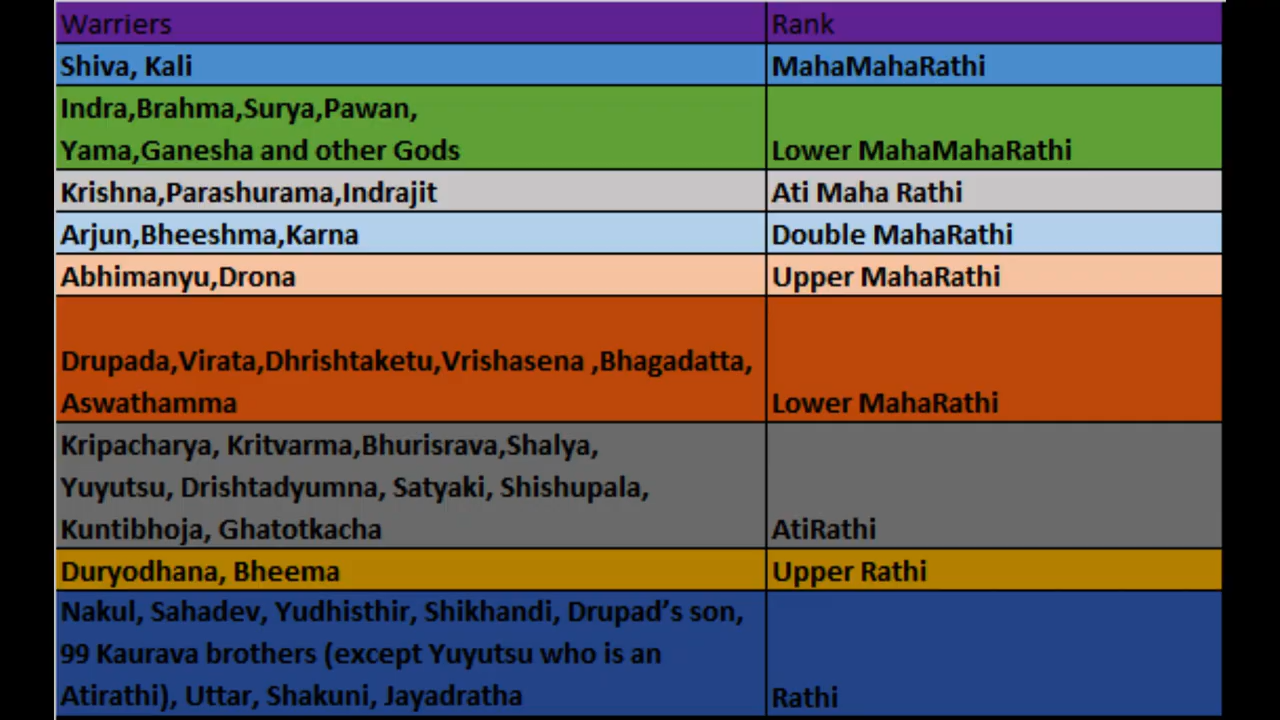 Warriers Rank
Shiva, Kali MahaMahaRathi
Indra,Brahma,Surya,Pawan,
Yama,Ganesha and other Gods Lower MahaMahaRathi
Krishna,Parashurama,Indrajit Ati Maha Rathi
Arjun,Bheeshma,Karna Double MahaRathi
Abhimanyu,Drona Upper MahaRathi
Drupada,Virata,Dhrishtaketu,Vrishasena ,Bhagadatta,
Aswathamma Lower MahaRathi
Kripacharya, Kritvarma,Bhurisrava,Shalya,
Yuyutsu, Drishtadyumna, Satyaki, Shishupala,
Kuntibhoja, Ghatotkacha AtiRathi
Duryodhana, Bheema Upper Rathi
Nakul, Sahadev, Yudhisthir, Shikhandi, Drupad’s son,
99 Kaurava brothers (except Yuyutsu who is an
Atirathi), Uttar, Shakuni, Jayadratha Rathi